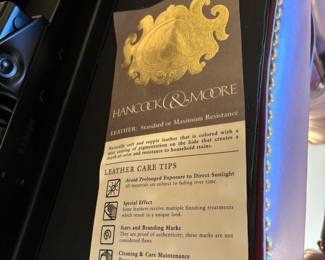 HANCOCK & MOORE
LEATHER: Standard or Maximum Resistance
Naturally soft and supple leather that is colored with a
coating of pigmentation on the hide that creates a
depth of color and resistance to household stains.
LEATHER CARE TIPS
Avoid Prolonged Exposure to Direct Sunlight
All materials are subject to fading over time.
Special Effect
Some leathers receive multiple finishing treatments
which result in a unique look.
Scars and Branding Marks
They are proof of authenticity; these marks are not
considered flaws.
Cleaning & Care Maintenance